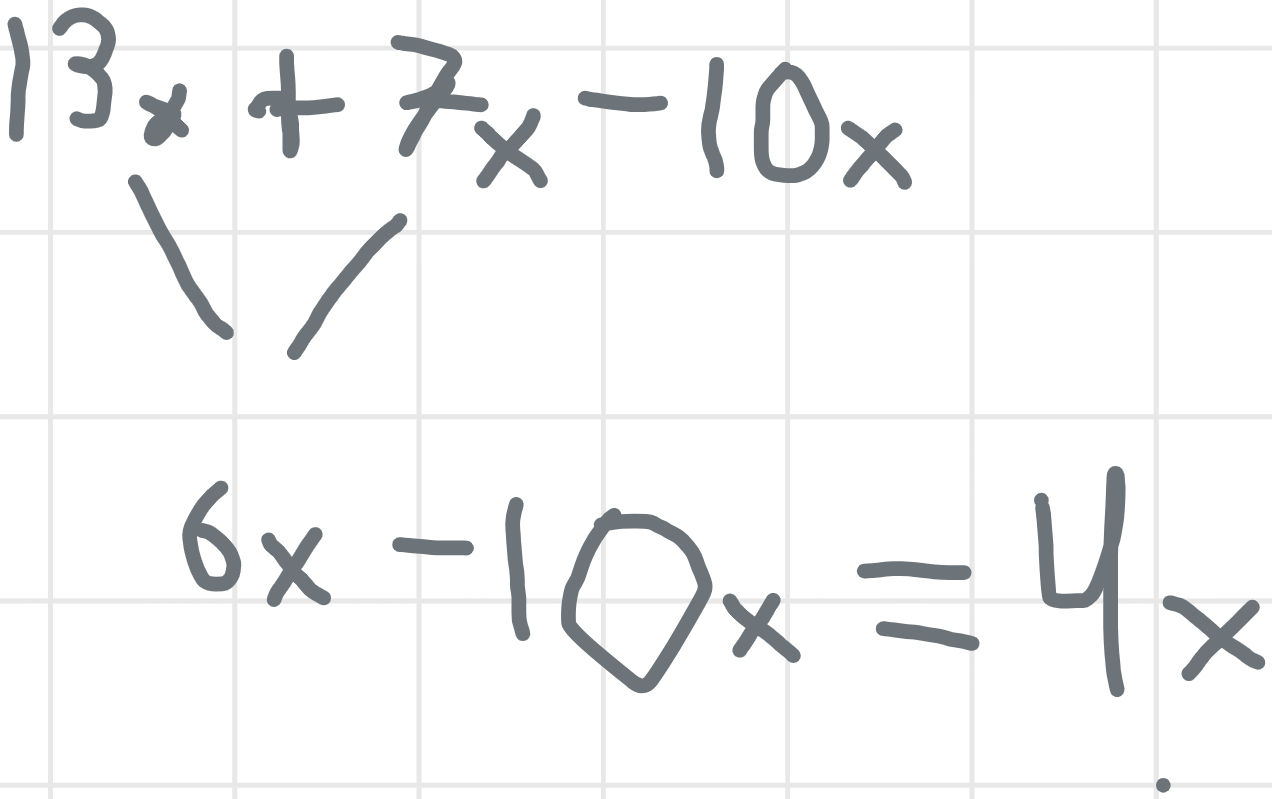 13x + 7x - 10x
6x - 10x = 4x